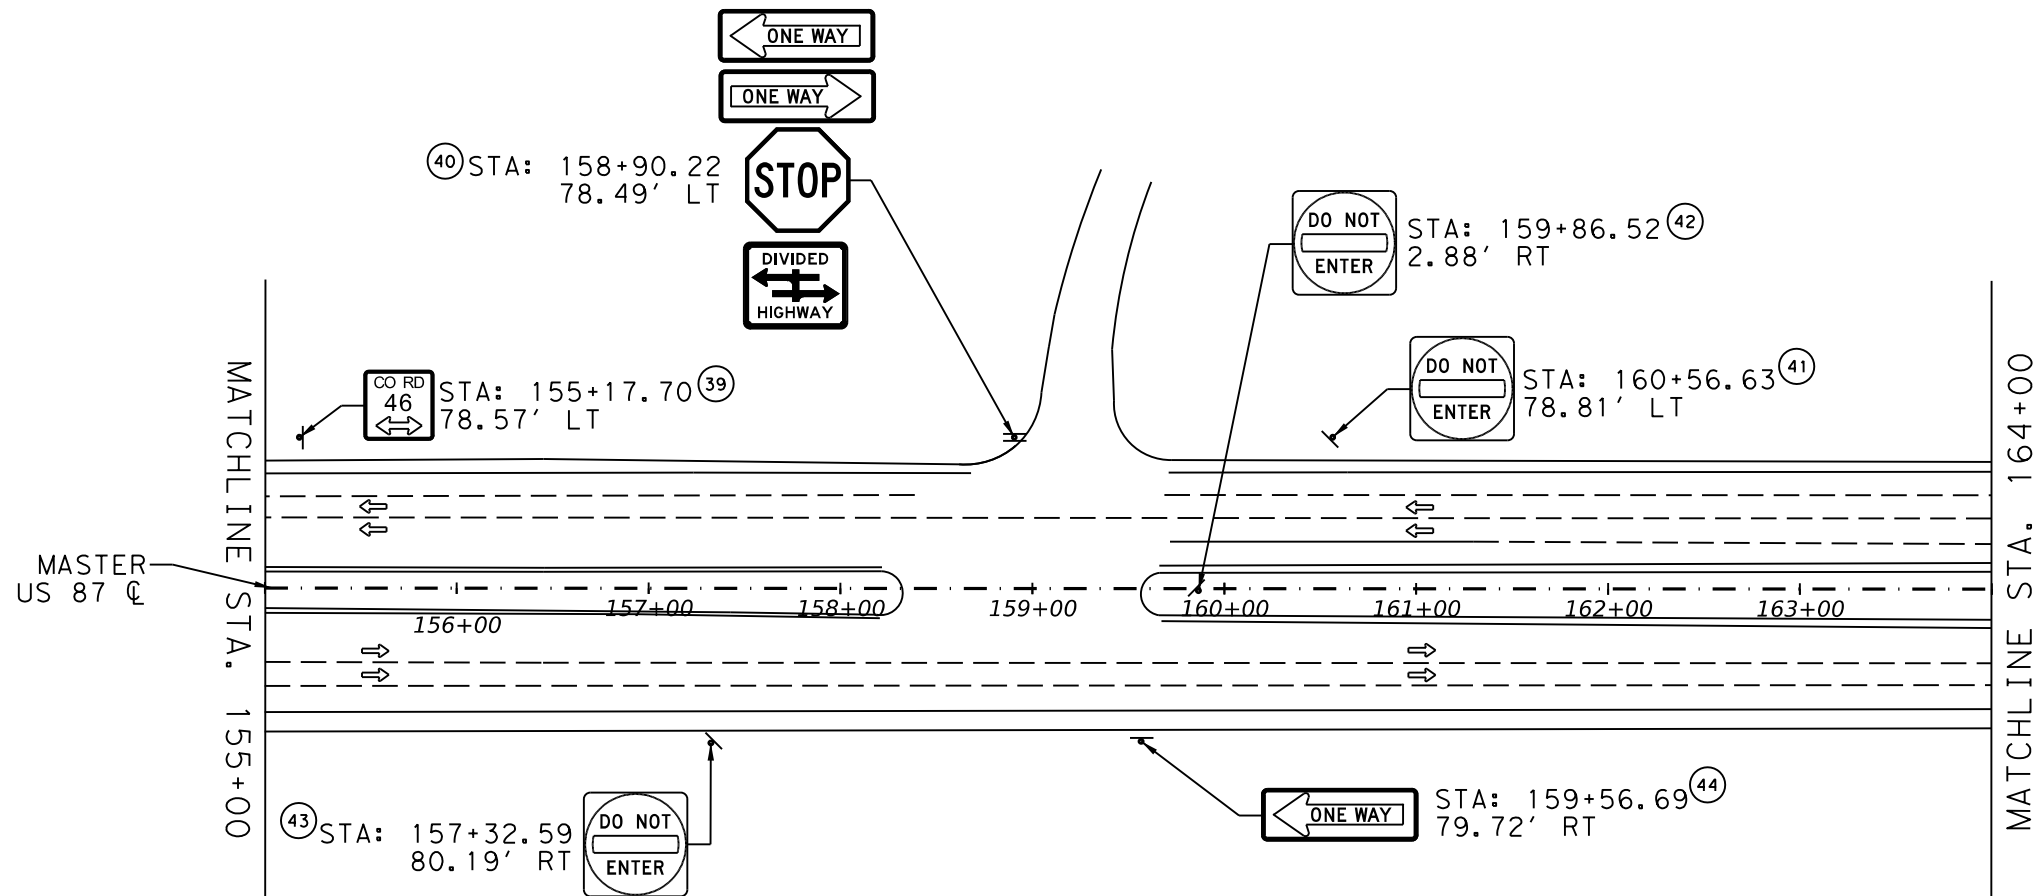 ONE WAY
ONE WAY
40 STA: 158+90.22
78.49' LT
STOP
DIVIDED
HIGHWAY
DO NOT
ENTER
STA: 159+86.52 42
2.88' RT
CO RD
46
STA: 155+17.70 39
78.57' LT
DO NOT
ENTER
STA: 160+56.63 41
78.81' LT
MATCHLINE STA. 155+00
MATCHLINE STA. 164+00
MASTER
US 87 ℄
156+00
157+00
158+00
159+00
160+00
161+00
162+00
163+00
43 STA: 157+32.59
80.19' RT
DO NOT
ENTER
ONE WAY
STA: 159+56.69 44
79.72' RT